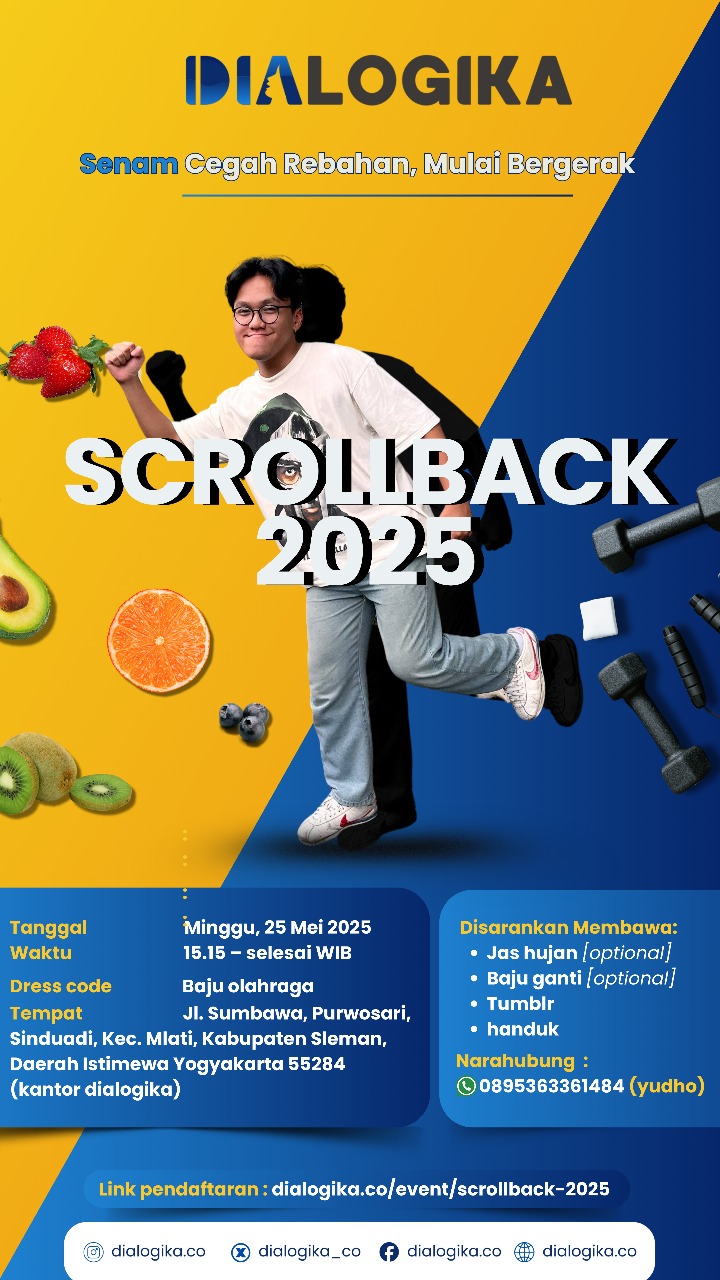 DIALOGIKA
Senam Cegah Rebahan, Mulai Bergerak
SCROLLBACK
2025
Tanggal Minggu, 25 Mei 2025
Waktu 15.15 – selesai WIB
Dress code Baju olahraga
Tempat Jl. Sumbawa, Purwosari,
Sinduadi, Kec. Mlati, Kabupaten Sleman,
Daerah Istimewa Yogyakarta 55284
(kantor dialogika)
Disarankan Membawa:
• Jas hujan [optional]
• Baju ganti [optional]
• Tumblr
• handuk
Narahubung :
0895363361484 (yudho)
Link pendaftaran : dialogika.co/event/scrollback-2025
dialogika.co dialogika_co dialogika.co dialogika.co